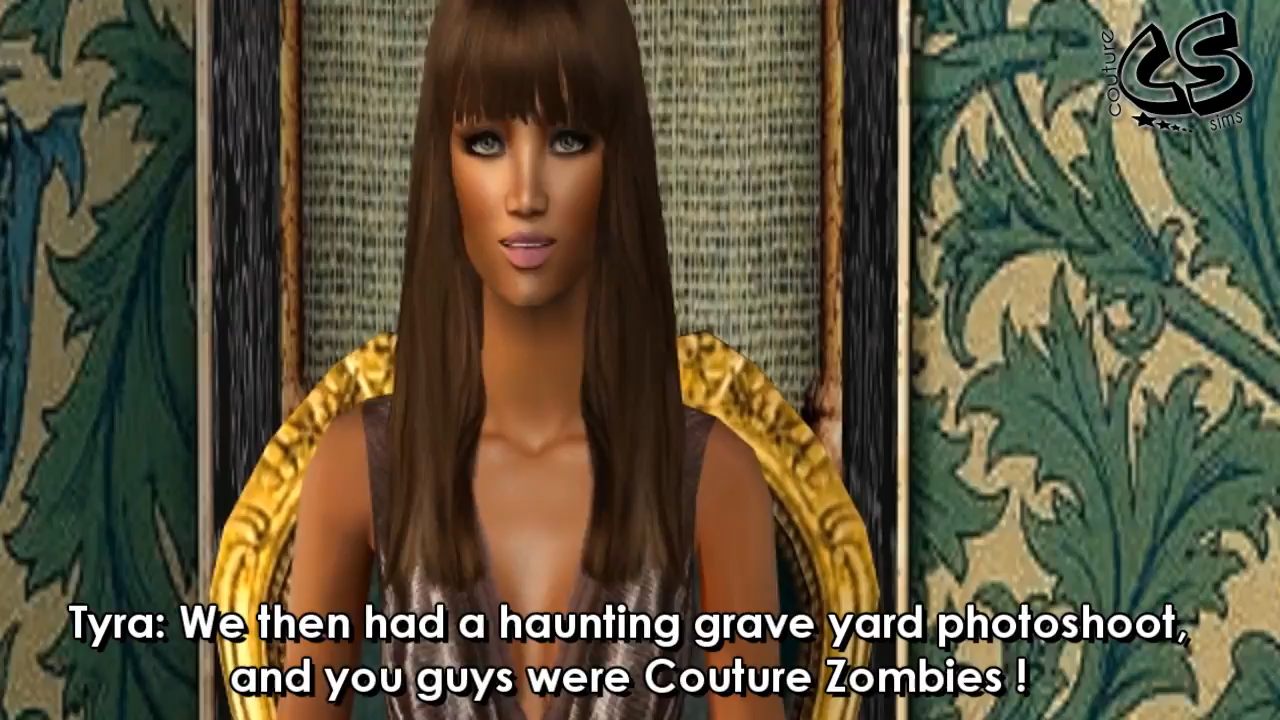 couture
CS
sims
Tyra: We then had a haunting grave yard photoshoot,
and you guys were Couture Zombies !